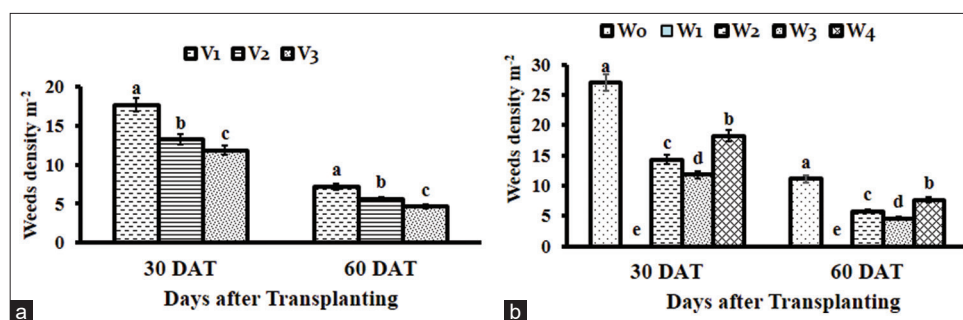 V1 V2 V3
20
15
10
5
0
Weeds density m-2
a
b
c
a
b
c
30 DAT 60 DAT
Days after Transplanting
a
W0 W1 W2 W3 W4
30
25
20
15
10
5
0
Weeds density m-2
a
e
c
d
b
a
e
c
d
b
30 DAT 60 DAT
Days after Transplanting
b